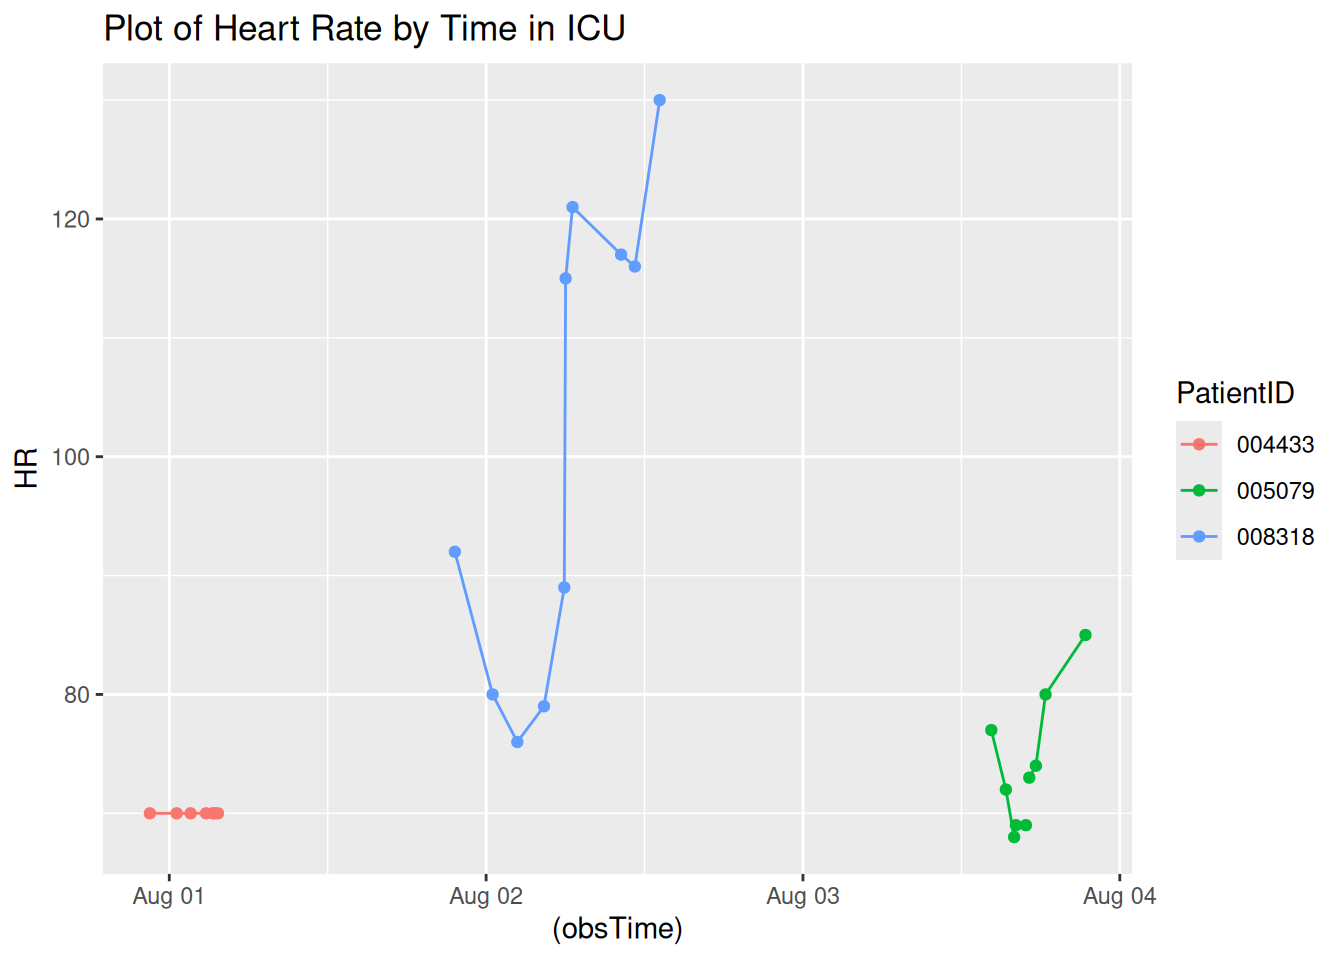 Plot of Heart Rate by Time in ICU
120
100
80
HR
Aug 01
Aug 02
Aug 03
Aug 04
(obsTime)
PatientID
004433
005079
008318